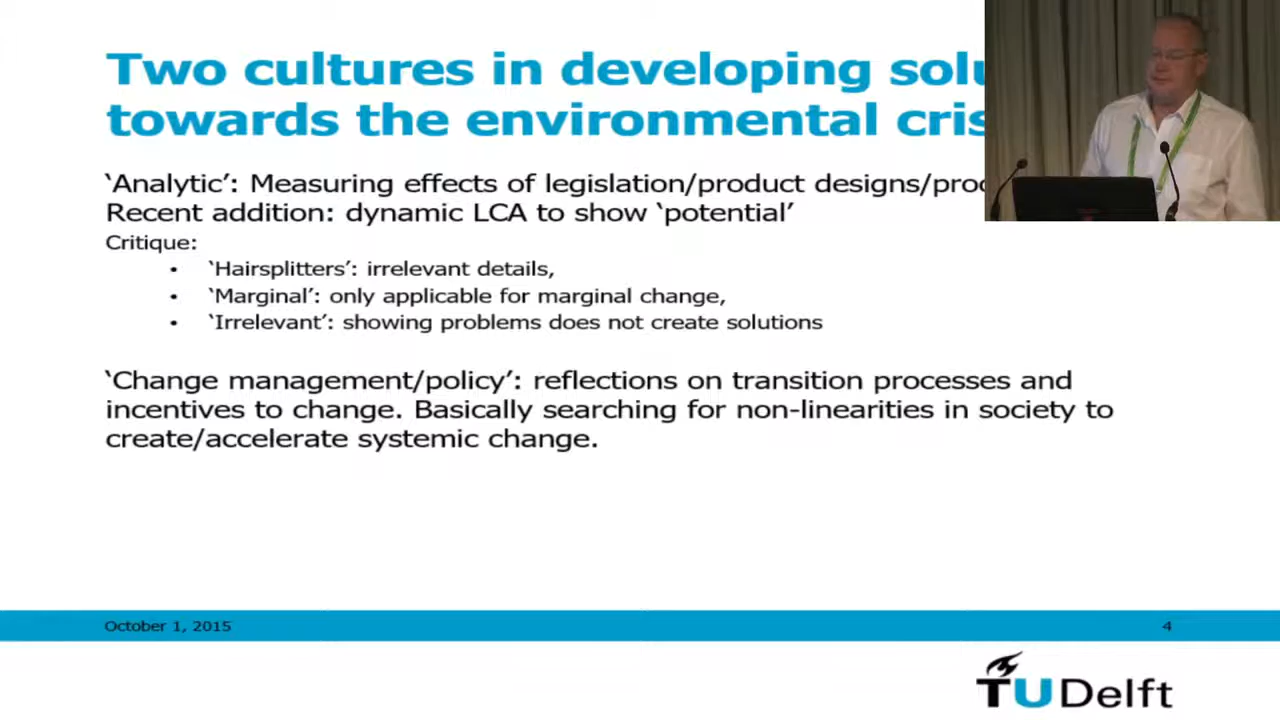 Two cultures in developing
towards the environmental
‘Analytic’: Measuring effects of legislation/product designs/
Recent addition: dynamic LCA to show ‘potential’
Critique:
• ‘Hairsplitters’: irrelevant details,
• ‘Marginal’: only applicable for marginal change,
• ‘Irrelevant’: showing problems does not create solutions
‘Change management/policy’: reflections on transition processes and
incentives to change. Basically searching for non-linearities in society to
create/accelerate systemic change.
October 1, 2015 4
TUDelft